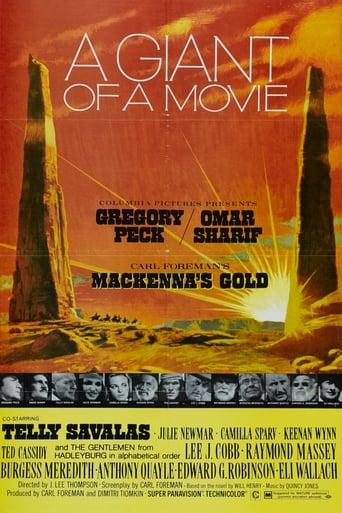 A GIANT
OF A MOVIE
COLUMBIA PICTURES PRESENTS
GREGORY / OMAR
PECK / SHARIF
CARL FOREMAN'S
MACKENNA'S GOLD
CO-STARRING
TELLY SAVALAS · JULIE NEWMAR · CAMILLA SPARV · KEENAN WYNN
TED CASSIDY and THE GENTLEMEN from HADLEYBURG in alphabetical order LEE J. COBB · RAYMOND MASSEY
BURGESS MEREDITH · ANTHONY QUAYLE · EDWARD G. ROBINSON · ELI WALLACH
Directed by J. LEE THOMPSON · Screenplay by CARL FOREMAN · Based on the novel by WILL HENRY · Music by QUINCY JONES
Produced by CARL FOREMAN and DIMITRI TIOMKIN · SUPER PANAVISION® TECHNICOLOR®